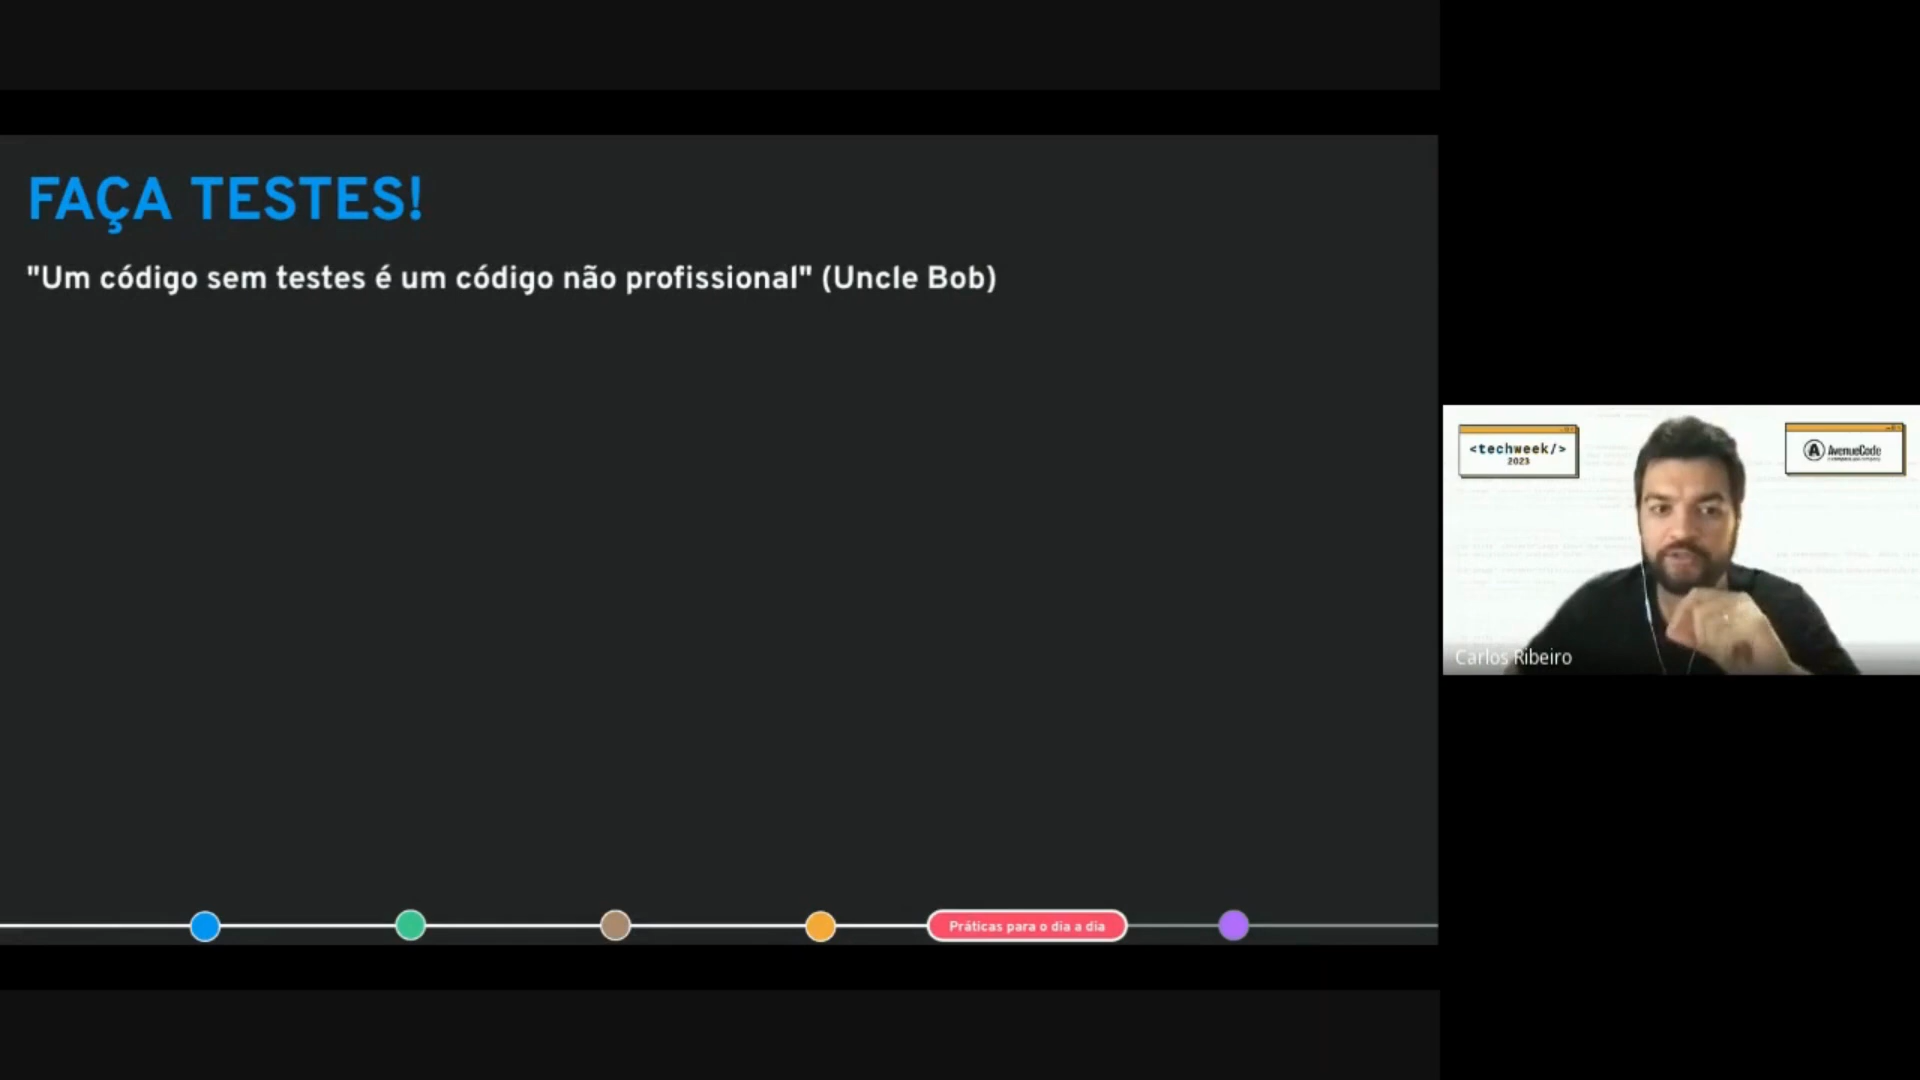 FAÇA TESTES!
"Um código sem testes é um código não profissional" (Uncle Bob)
<techweek/>
2023
AvenueCode
Carlos Ribeiro
Práticas para o dia a dia